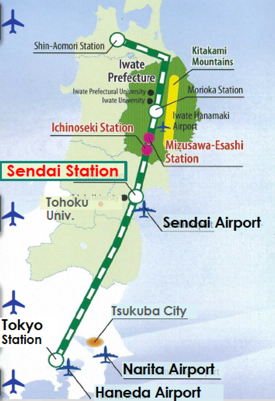 Shin-Aomori Station
Kitakami
Mountains
Iwate
Prefecture
Morioka Station
Iwate Prefectural University
Iwate University
Iwate Hanamaki
Airport
Ichinoseki Station
Mizusawa-Esashi
Station
Sendai Station
Tohoku
Univ.
Sendai Airport
Tsukuba City
Tokyo
Station
Narita Airport
Haneda Airport